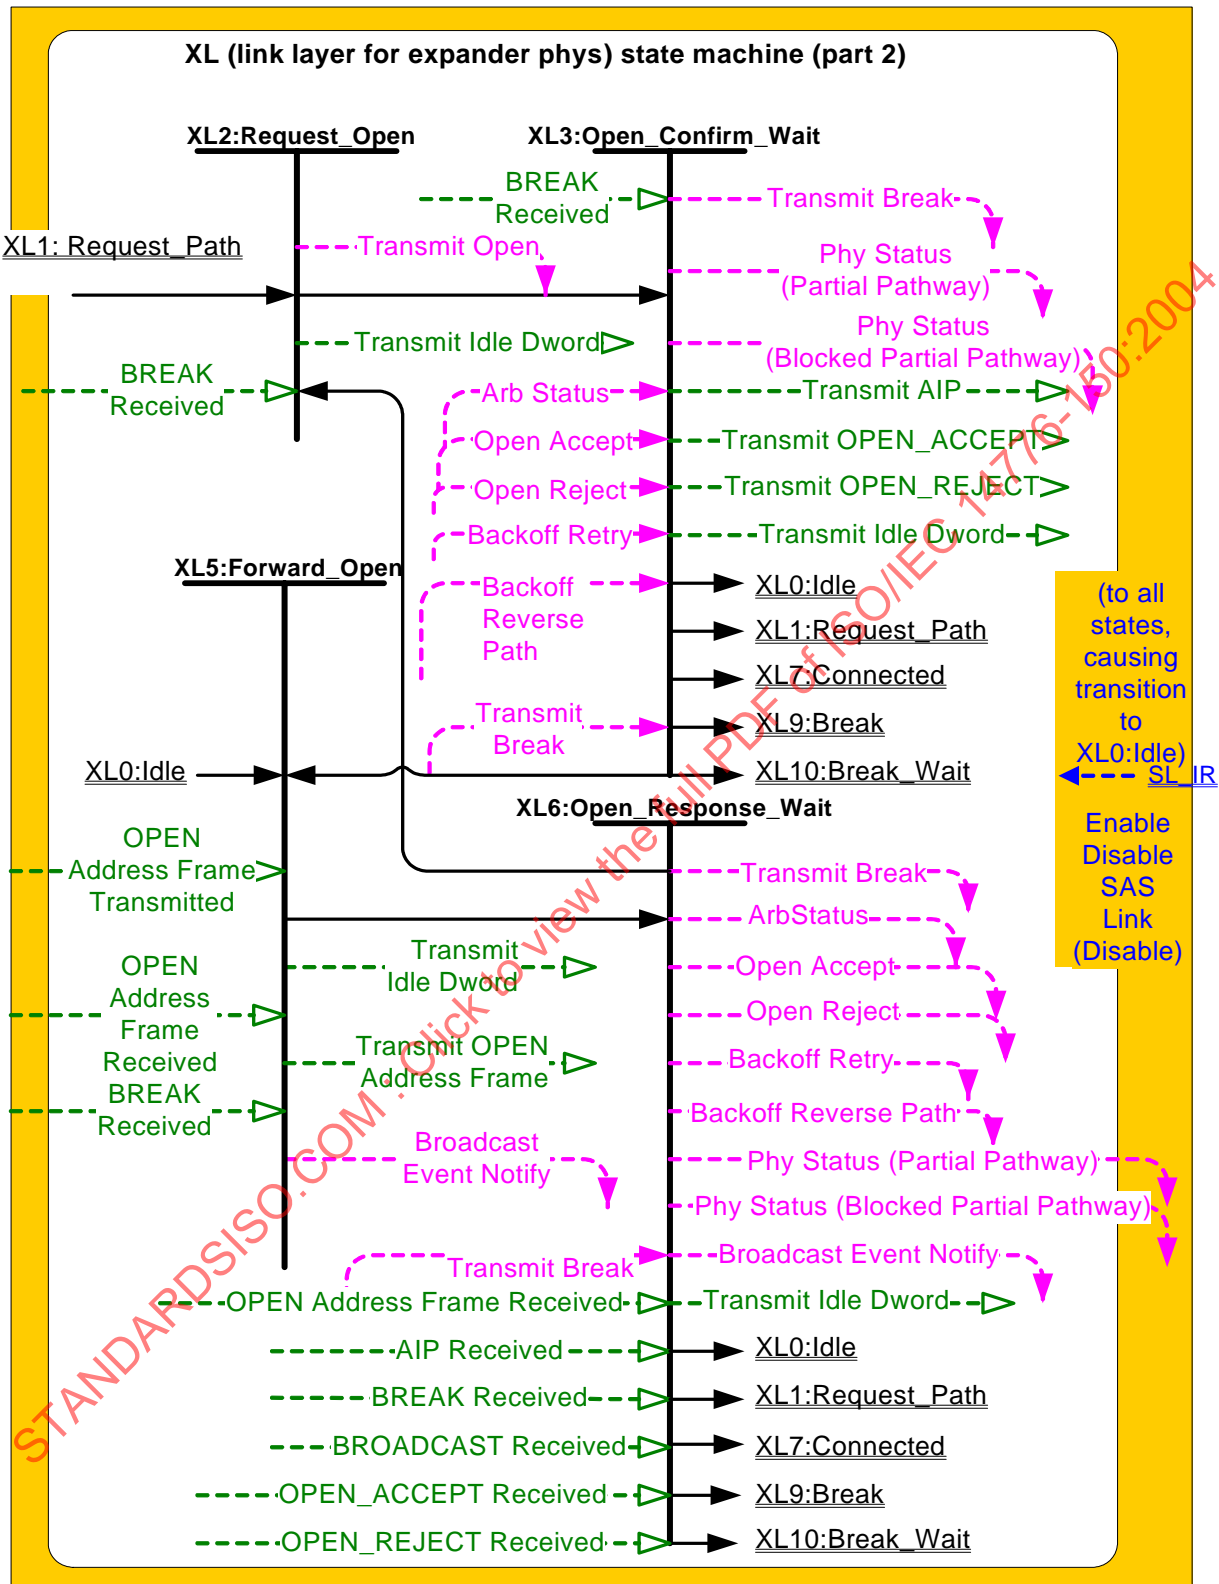 XL (link layer for expander phys) state machine (part 2)
XL2:Request_Open
XL3:Open_Confirm_Wait
BREAK
Received
Transmit Break
XL1: Request_Path
Transmit Open
Phy Status
(Partial Pathway)
Transmit Idle Dword
Phy Status
(Blocked Partial Pathway)
BREAK
Received
Arb Status
Transmit AIP
Open Accept
Transmit OPEN_ACCEPT
Open Reject
Transmit OPEN_REJECT
Backoff Retry
Transmit Idle Dword
XL5:Forward_Open
Backoff
Reverse
Path
XL0:Idle
XL1:Request_Path
XL7:Connected
Transmit
Break
XL9:Break
XL0:Idle
XL10:Break_Wait
(to all
states,
causing
transition
to
XL0:Idle)
SL_IR
Enable
Disable
SAS
Link
(Disable)
XL6:Open_Response_Wait
OPEN
Address Frame
Transmitted
Transmit Break
ArbStatus
Transmit
Idle Dword
Open Accept
OPEN
Address
Frame
Received
Open Reject
Transmit OPEN
Address Frame
Backoff Retry
BREAK
Received
Backoff Reverse Path
Broadcast
Event Notify
Phy Status (Partial Pathway)
Phy Status (Blocked Partial Pathway)
Transmit Break
Broadcast Event Notify
OPEN Address Frame Received
Transmit Idle Dword
AIP Received
XL0:Idle
BREAK Received
XL1:Request_Path
BROADCAST Received
XL7:Connected
OPEN_ACCEPT Received
XL9:Break
OPEN_REJECT Received
XL10:Break_Wait
STANDARDSISO.COM : Click to view the full PDF of ISO/IEC 14776-150:2004